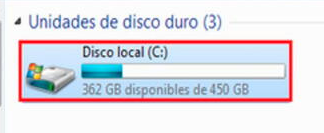 Unidades de disco duro (3)
Disco local (C:)
362 GB disponibles de 450 GB